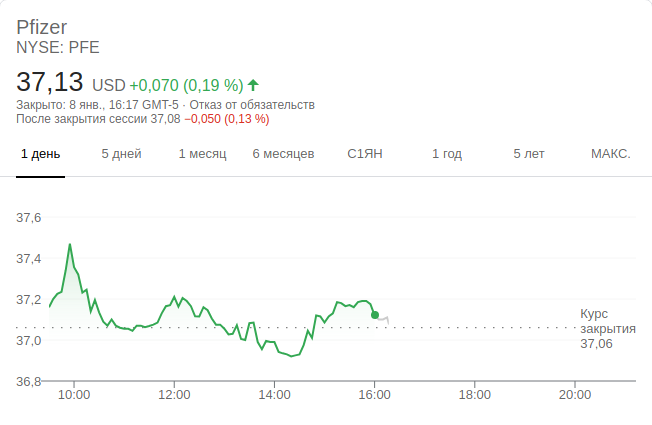 Pfizer
NYSE: PFE
37,13 USD +0,070 (0,19 %)
Закрыто: 8 янв., 16:17 GMT-5 · Отказ от обязательств
После закрытия сессии 37,08 −0,050 (0,13 %)
1 день 5 дней 1 месяц 6 месяцев С1ЯН 1 год 5 лет МАКС.
37,6
37,4
37,2
37,0
36,8
Курс
закрытия
37,06
10:00 12:00 14:00 16:00 18:00 20:00